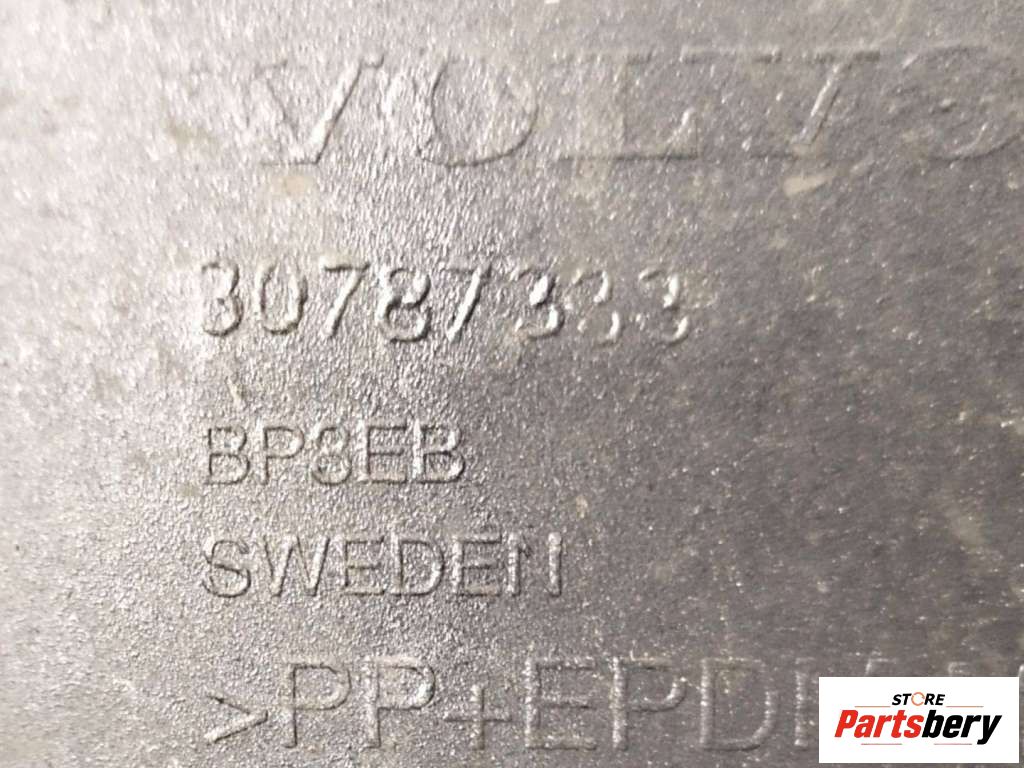 VOLVO
30787333
BP8EB
SWEDEN
>PP+EPDM
STORE
Partsbery